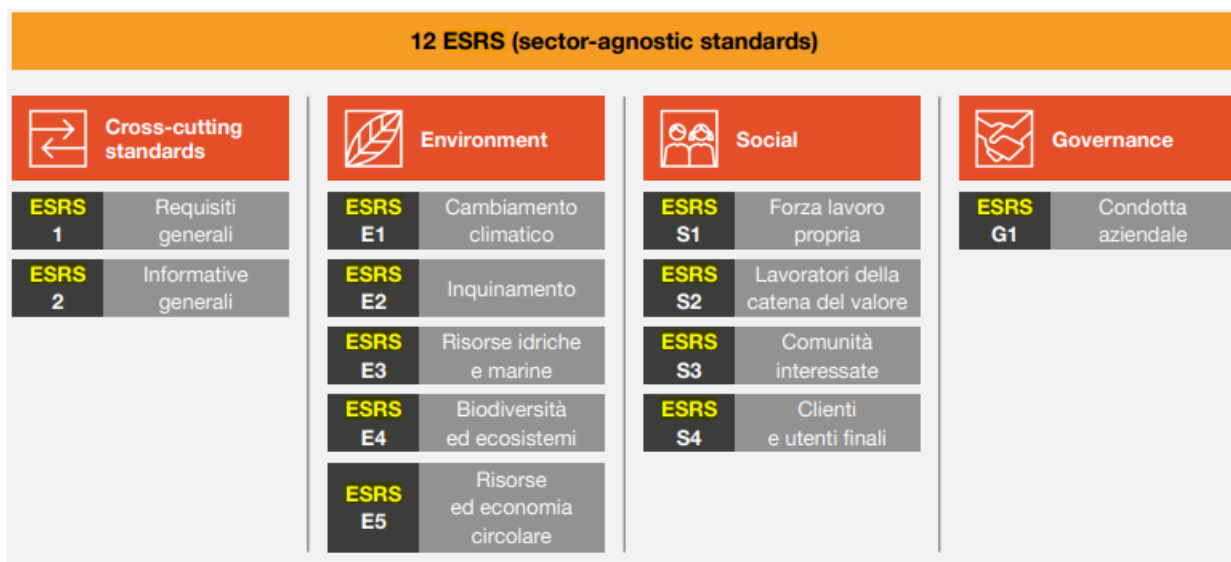 12 ESRS (sector-agnostic standards)
Cross-cutting
standards
ESRS
1
Requisiti
generali
ESRS
2
Informative
generali
Environment
ESRS
E1
Cambiamento
climatico
ESRS
E2
Inquinamento
ESRS
E3
Risorse idriche
e marine
ESRS
E4
Biodiversità
ed ecosistemi
ESRS
E5
Risorse
ed economia
circolare
Social
ESRS
S1
Forza lavoro
propria
ESRS
S2
Lavoratori della
catena del valore
ESRS
S3
Comunità
interessate
ESRS
S4
Clienti
e utenti finali
Governance
ESRS
G1
Condotta
aziendale